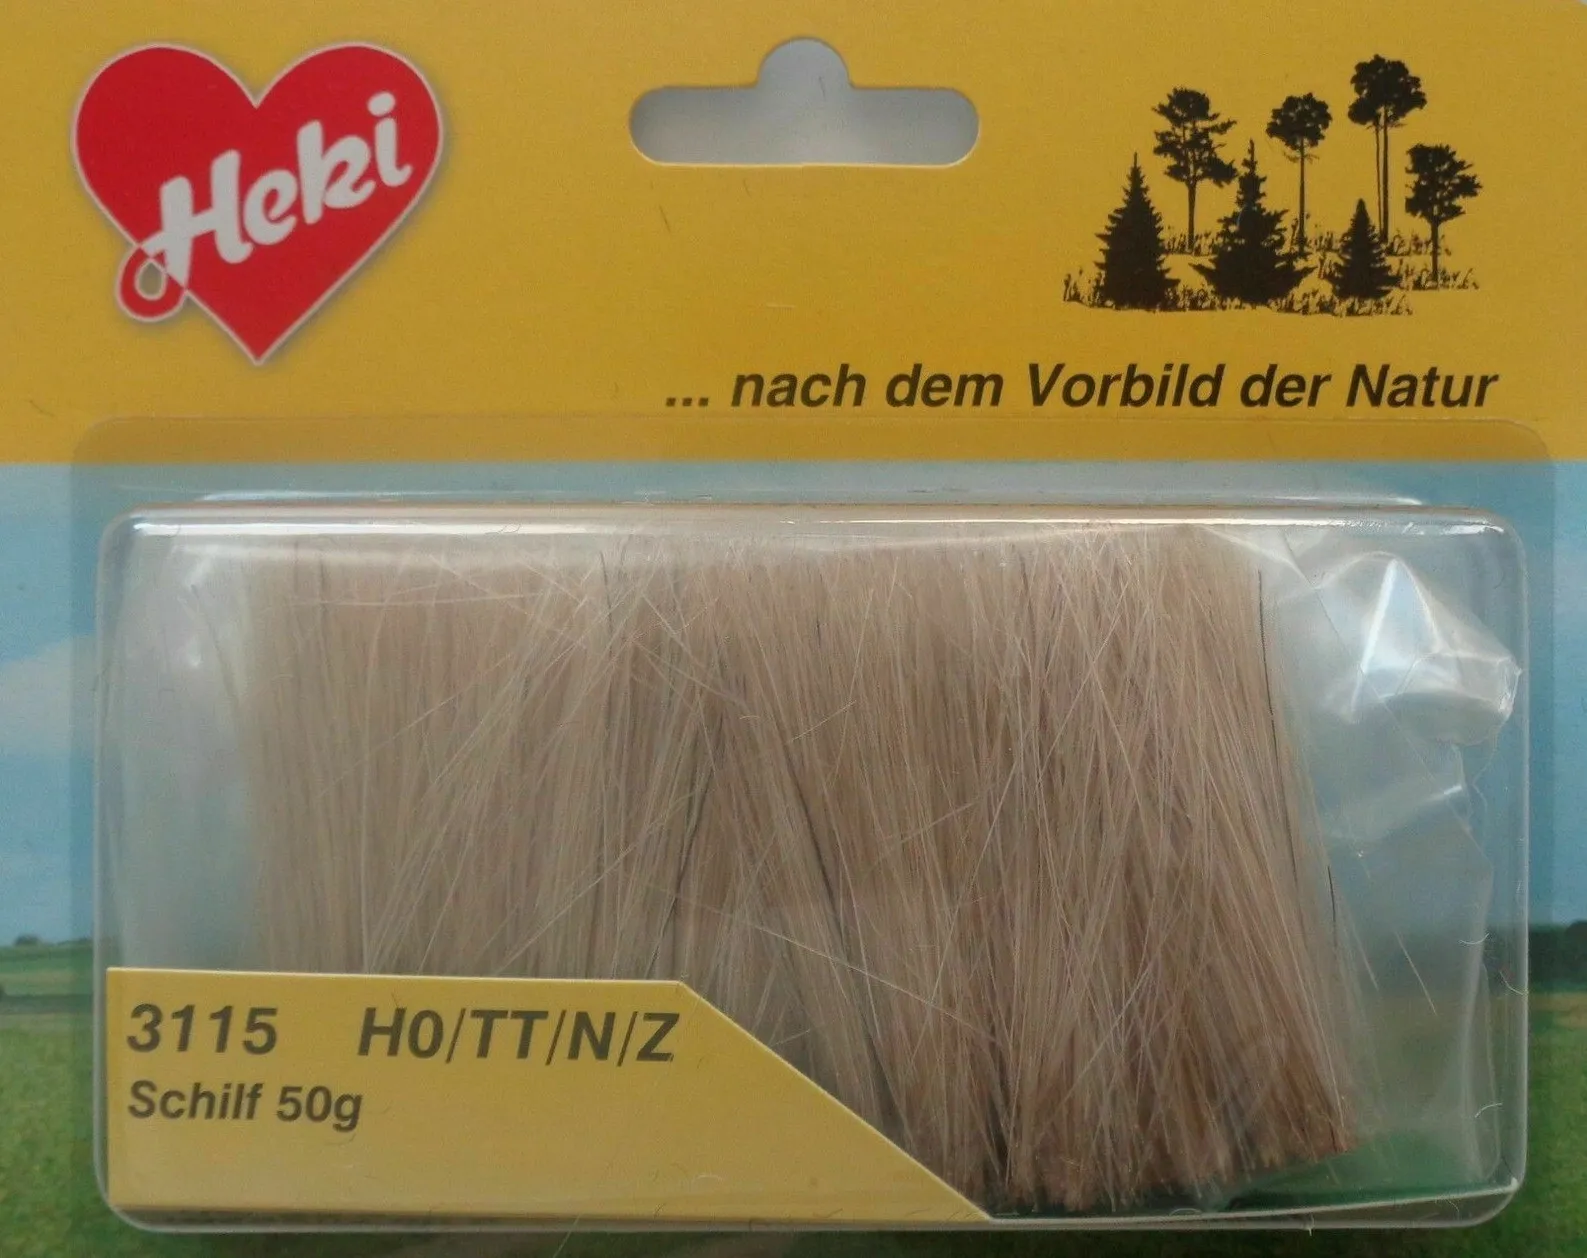 Heki
... nach dem Vorbild der Natur
3115 H0/TT/N/Z
Schilf 50g